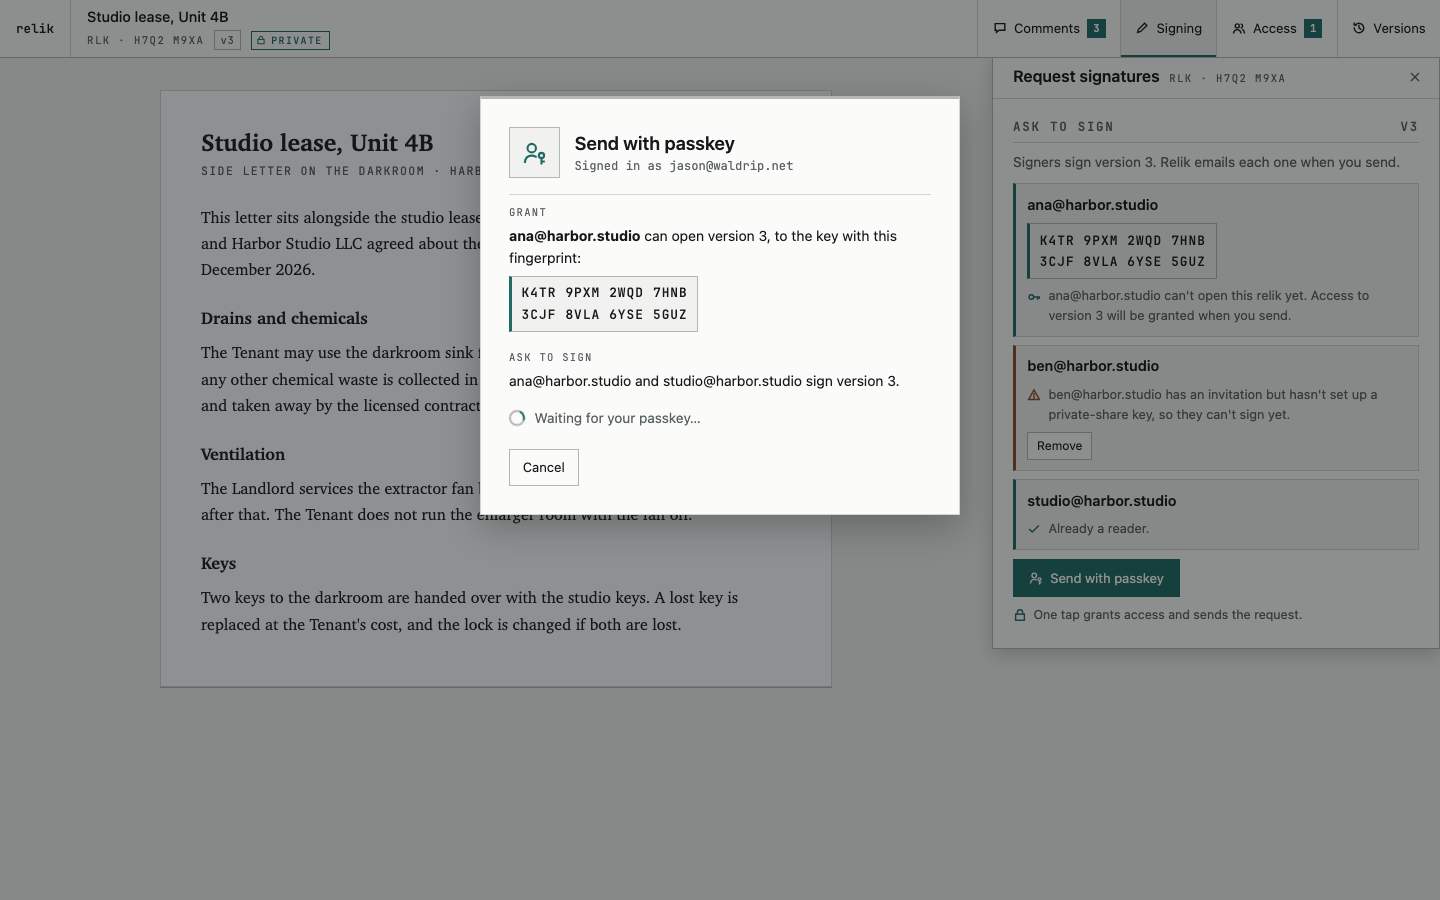 relik
Studio lease, Unit 4B
RLK · H7Q2 M9XA v3 PRIVATE
Comments 3
Signing
Access 1
Versions
Studio lease, Unit 4B
SIDE LETTER ON THE DARKROOM · HARB
This letter sits alongside the studio lease
and Harbor Studio LLC agreed about the
December 2026.
Drains and chemicals
The Tenant may use the darkroom sink
any other chemical waste is collected in
and taken away by the licensed contract
Ventilation
The Landlord services the extractor fan
after that. The Tenant does not run the enlarger room with the fan off.
Keys
Two keys to the darkroom are handed over with the studio keys. A lost key is
replaced at the Tenant's cost, and the lock is changed if both are lost.
Send with passkey
Signed in as jason@waldrip.net
GRANT
ana@harbor.studio can open version 3, to the key with this
fingerprint:
K4TR 9PXM 2WQD 7HNB
3CJF 8VLA 6YSE 5GUZ
ASK TO SIGN
ana@harbor.studio and studio@harbor.studio sign version 3.
Waiting for your passkey…
Cancel
Request signatures RLK · H7Q2 M9XA
ASK TO SIGN V3
Signers sign version 3. Relik emails each one when you send.
ana@harbor.studio
K4TR 9PXM 2WQD 7HNB
3CJF 8VLA 6YSE 5GUZ
ana@harbor.studio can't open this relik yet. Access to
version 3 will be granted when you send.
ben@harbor.studio
ben@harbor.studio has an invitation but hasn't set up a
private-share key, so they can't sign yet.
Remove
studio@harbor.studio
Already a reader.
Send with passkey
One tap grants access and sends the request.